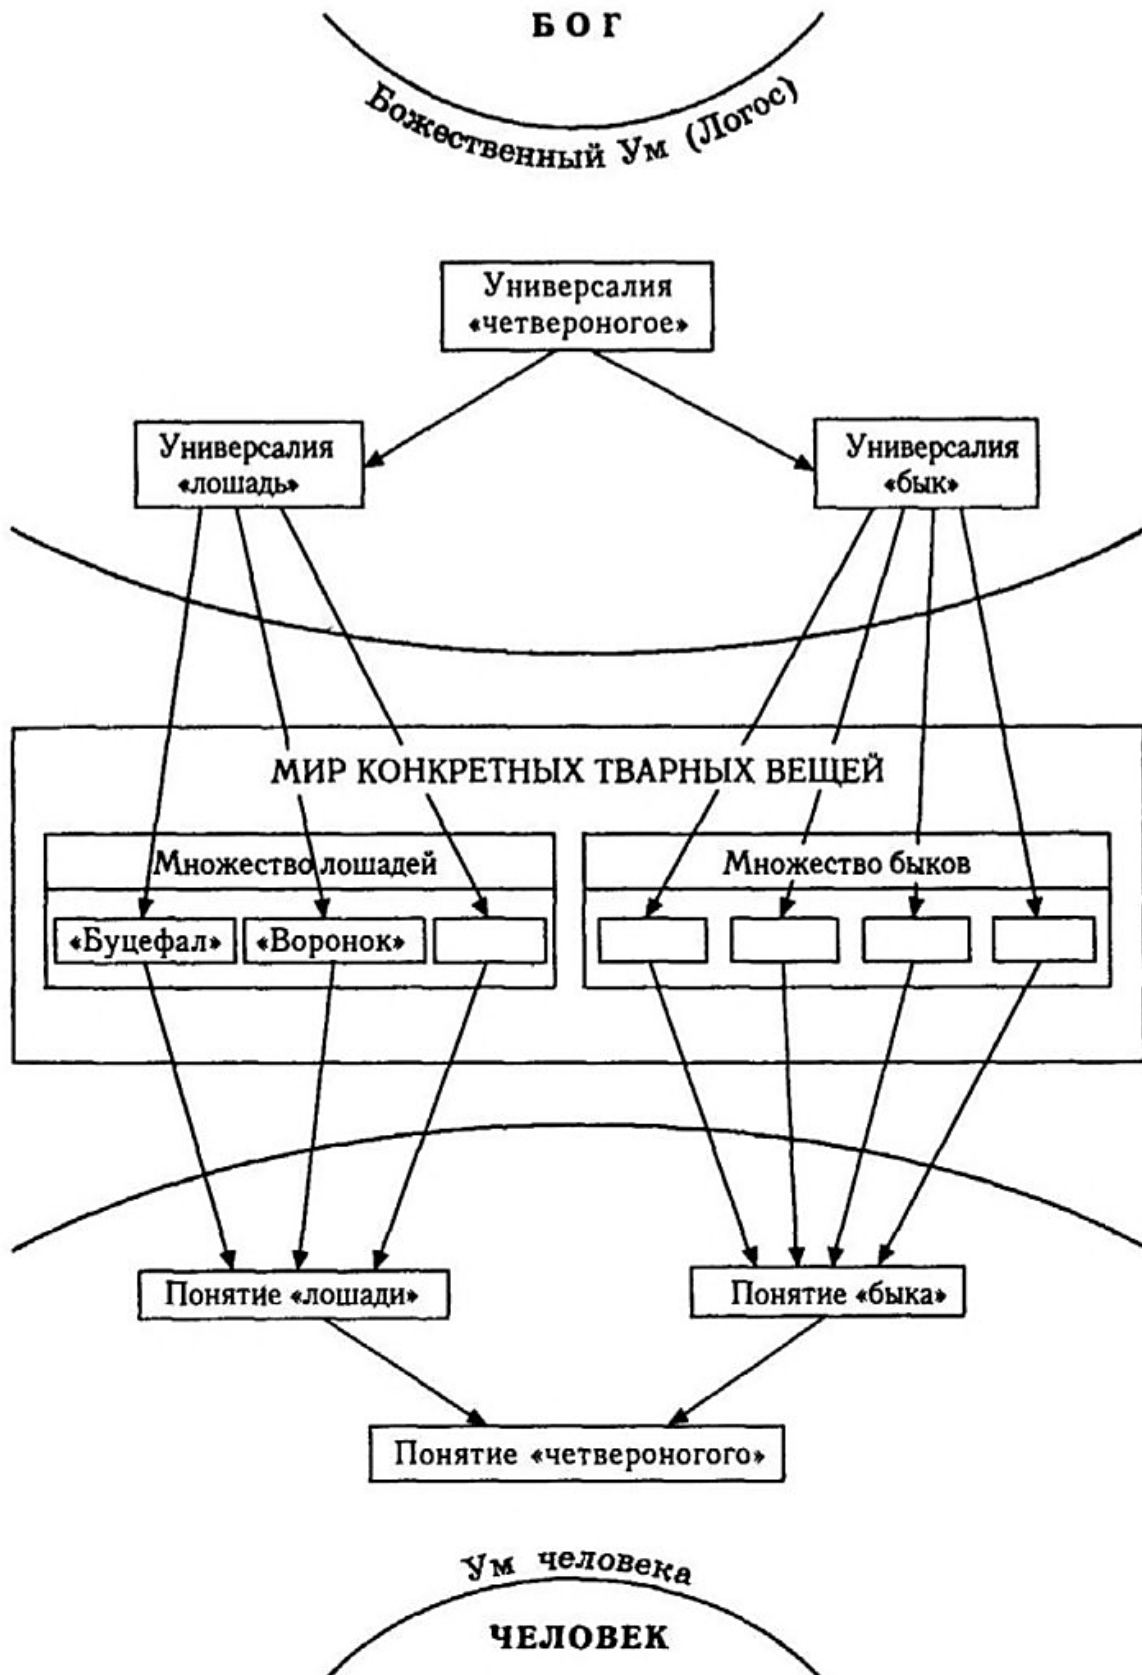 БОГ
Божественный Ум (Логос)
Универсалия
«четвероногое»
Универсалия
«лошадь»
Универсалия
«бык»
МИР КОНКРЕТНЫХ ТВАРНЫХ ВЕЩЕЙ
Множество лошадей
Множество быков
«Буцефал»
«Воронок»
Понятие «лошади»
Понятие «быка»
Понятие «четвероногого»
Ум человека
ЧЕЛОВЕК